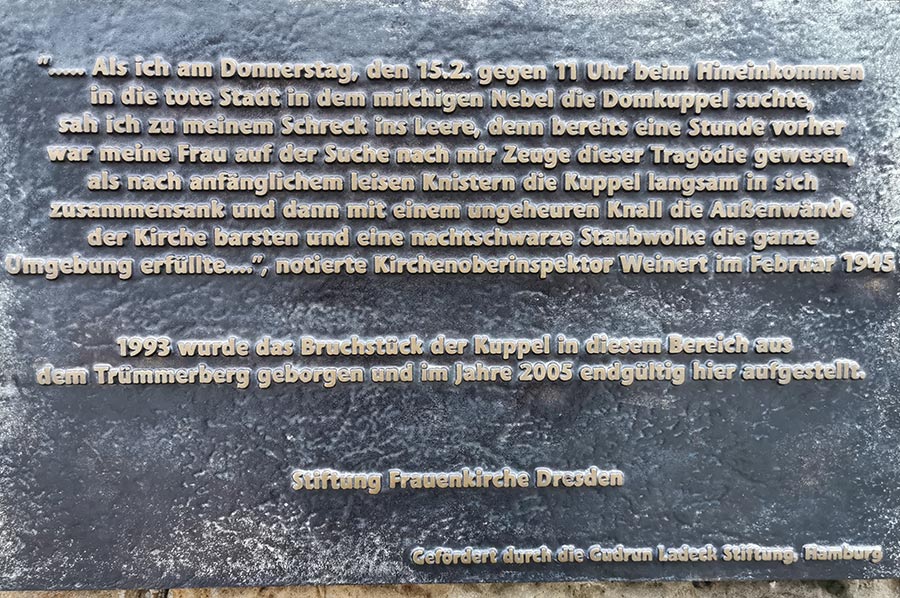 "..... Als ich am Donnerstag, den 15.2. gegen 11 Uhr beim Hineinkommen
in die tote Stadt in dem milchigen Nebel die Domkuppel suchte,
sah ich zu meinem Schreck ins Leere, denn bereits eine Stunde vorher
war meine Frau auf der Suche nach mir Zeuge dieser Tragödie gewesen,
als nach anfänglichem leisen Knistern die Kuppel langsam in sich
zusammensank und dann mit einem ungeheuren Knall die Außenwände
der Kirche barsten und eine nachtschwarze Staubwolke die ganze
Umgebung erfüllte....", notierte Kirchenoberinspektor Weinert im Februar 1945
1993 wurde das Bruchstück der Kuppel in diesem Bereich aus
dem Trümmerberg geborgen und im Jahre 2005 endgültig hier aufgestellt.
Stiftung Frauenkirche Dresden
Gefördert durch die Gudrun Ladeck Stiftung, Hamburg